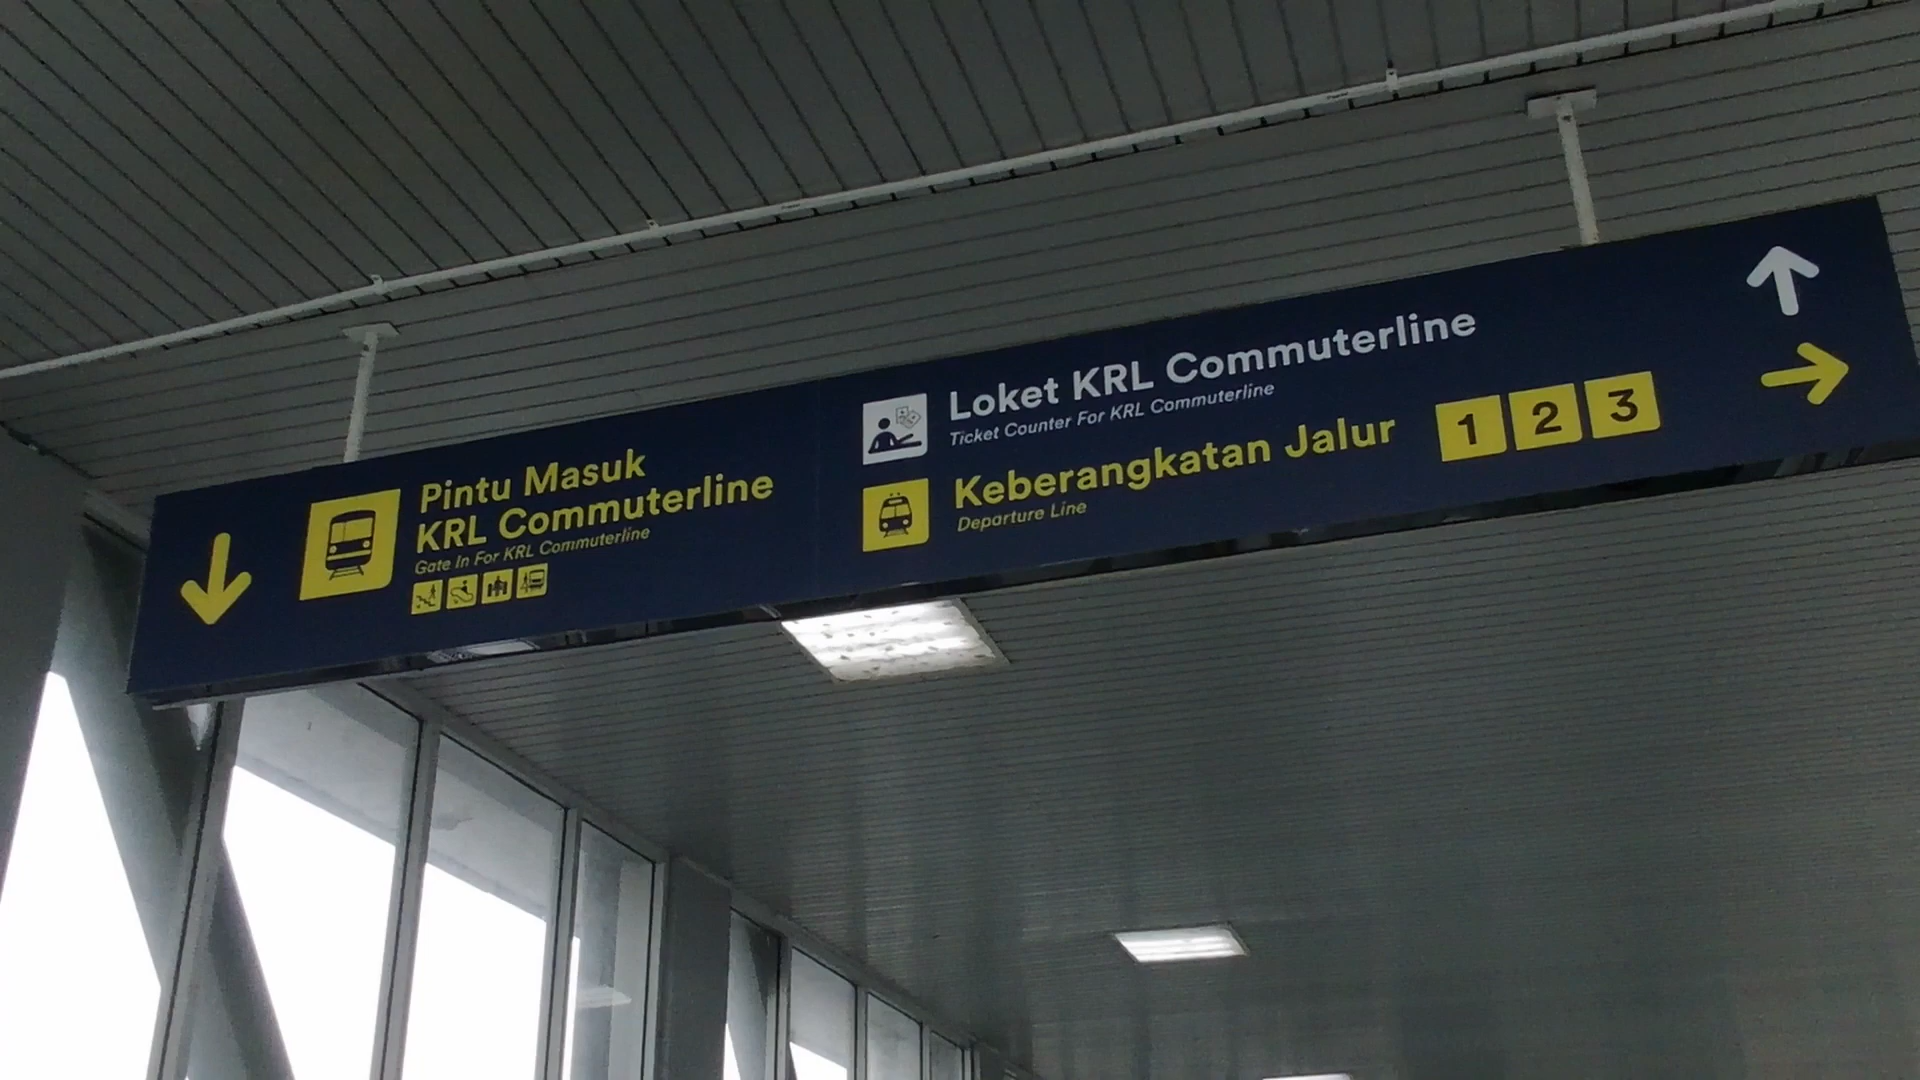 Pintu Masuk
KRL Commuterline
Gate In For KRL Commuterline
Loket KRL Commuterline
Ticket Counter For KRL Commuterline
Keberangkatan Jalur 1 2 3
Departure Line